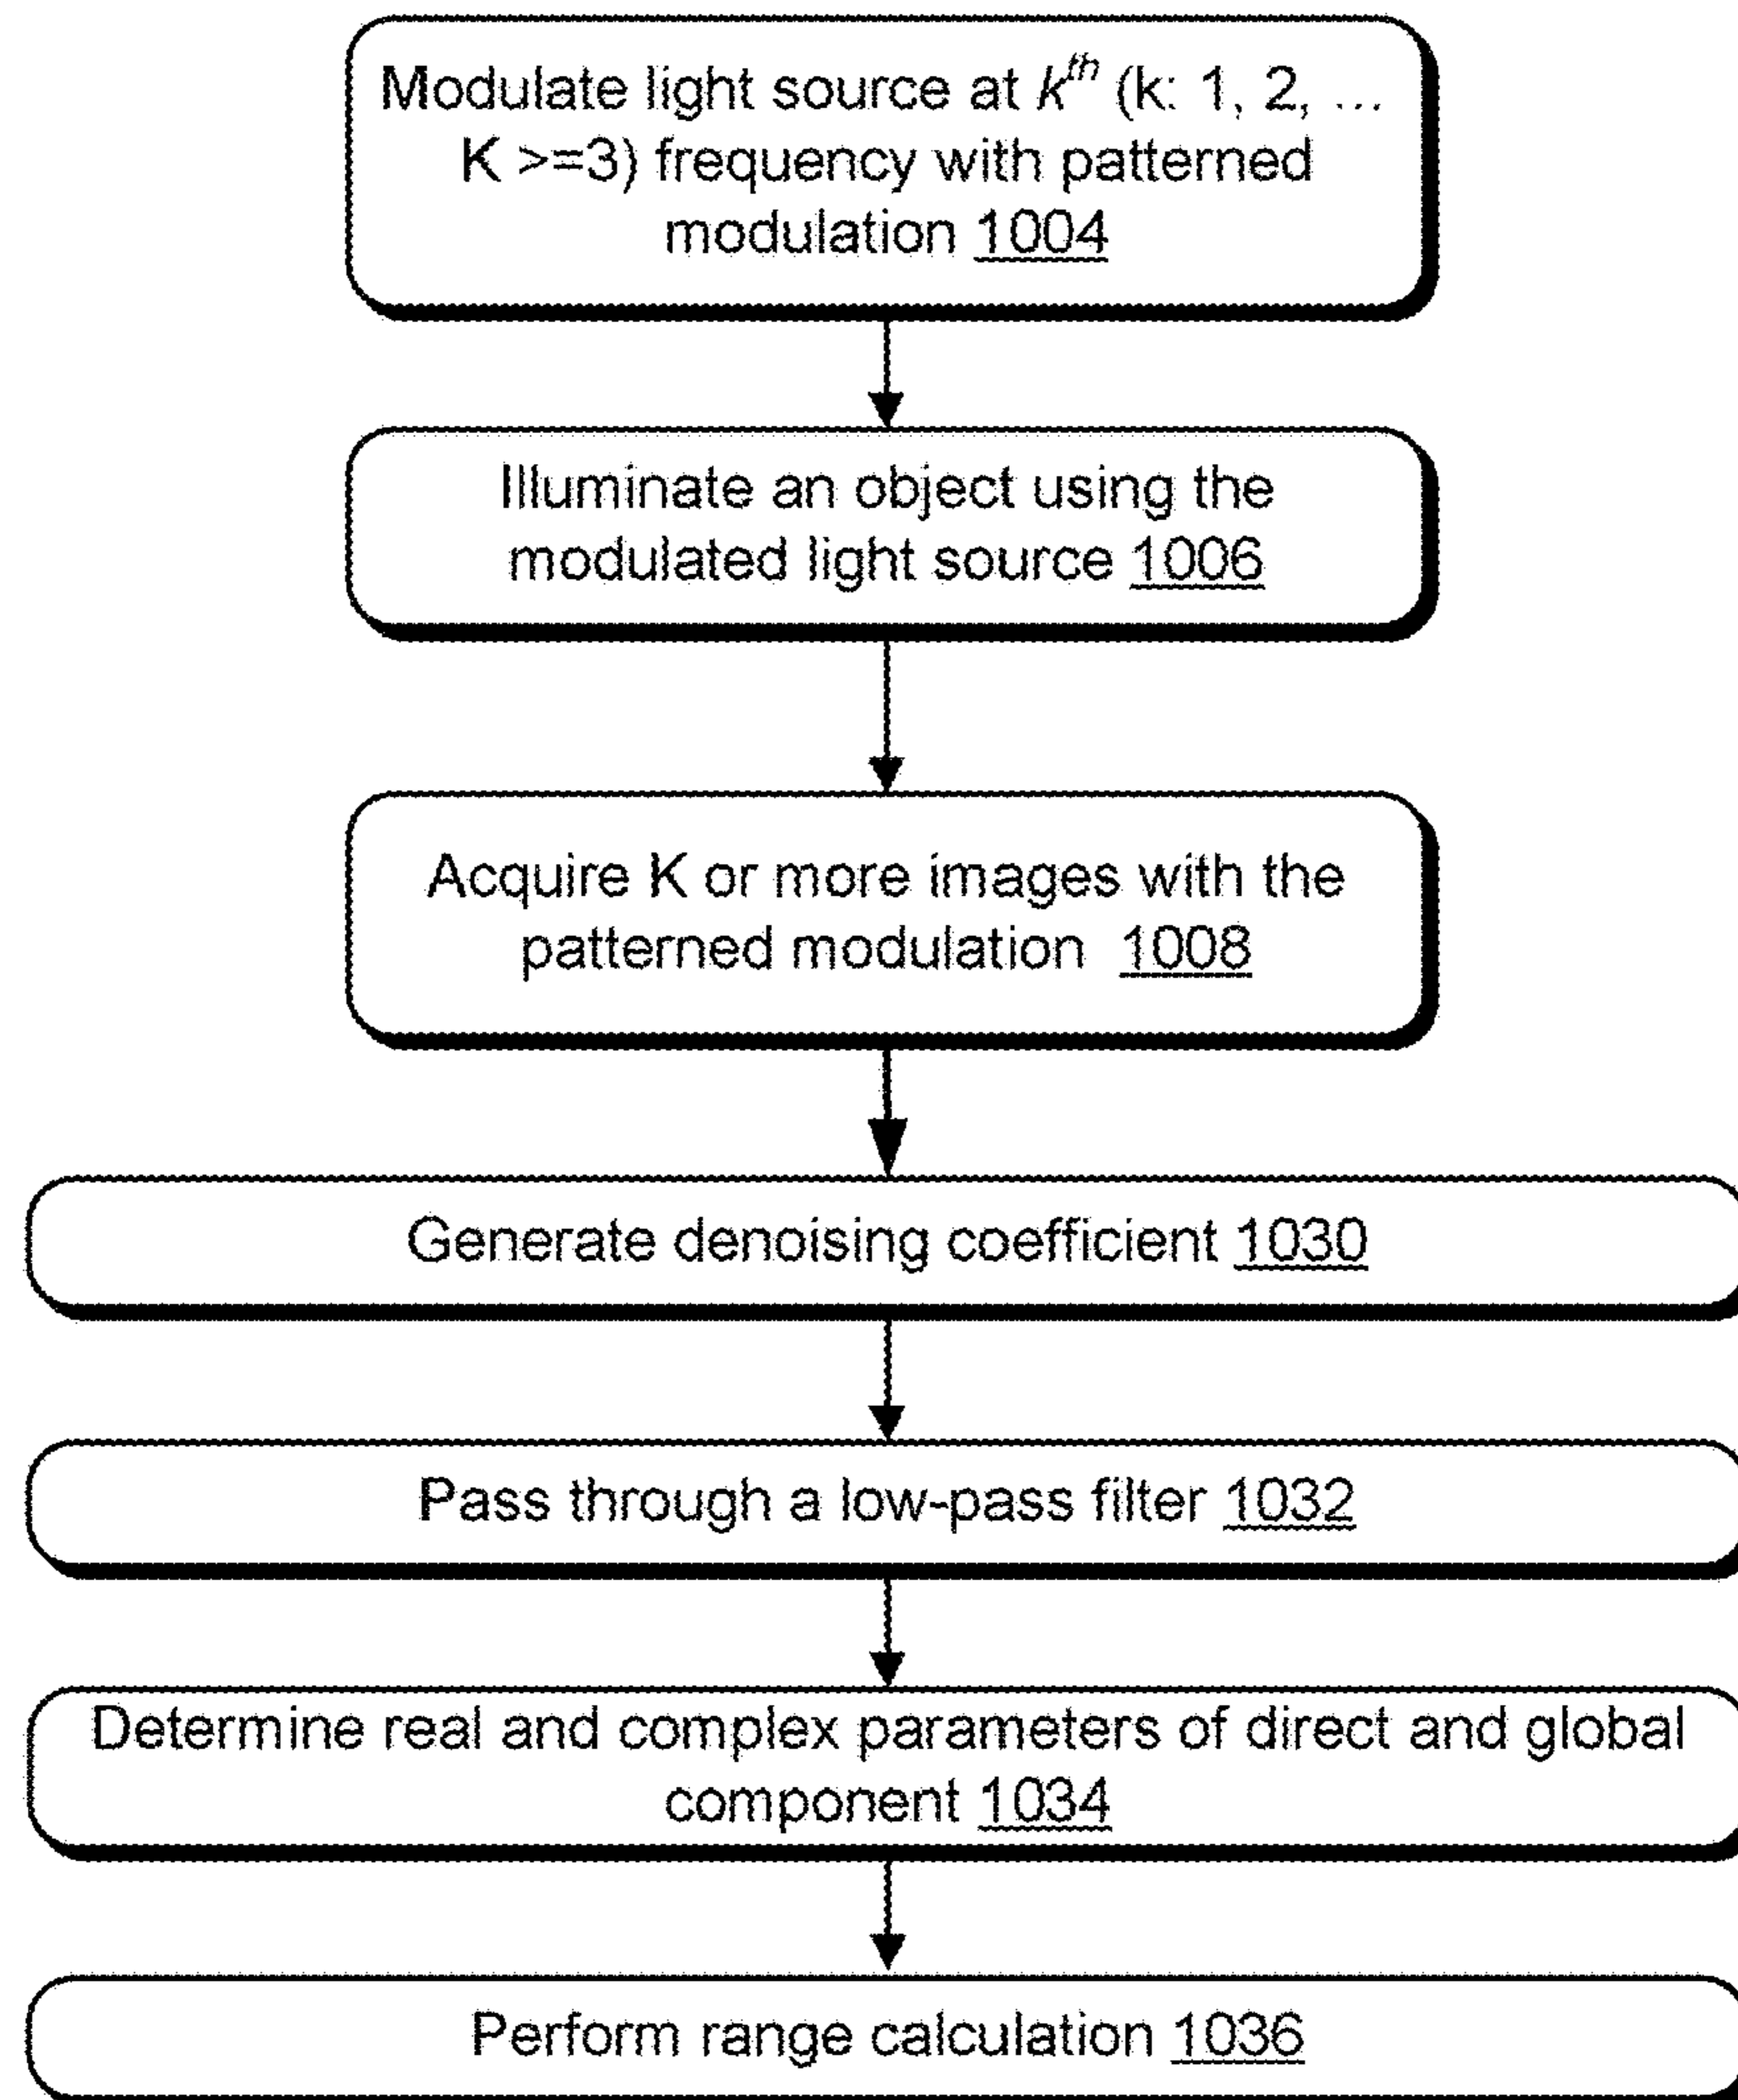 Modulate light source at kth (k: 1, 2, ...
K >=3) frequency with patterned
modulation 1004
Illuminate an object using the
modulated light source 1006
Acquire K or more images with the
patterned modulation 1008
Generate denoising coefficient 1030
Pass through a low-pass filter 1032
Determine real and complex parameters of direct and global
component 1034
Perform range calculation 1036